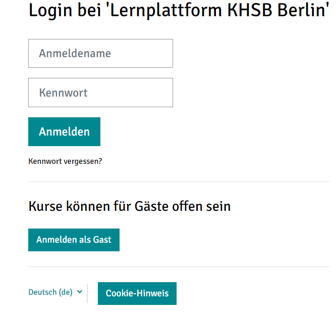 Login bei 'Lernplattform KHSB Berlin'
Anmeldename
Kennwort
Anmelden
Kennwort vergessen?
Kurse können für Gäste offen sein
Anmelden als Gast
Deutsch (de)
Cookie-Hinweis